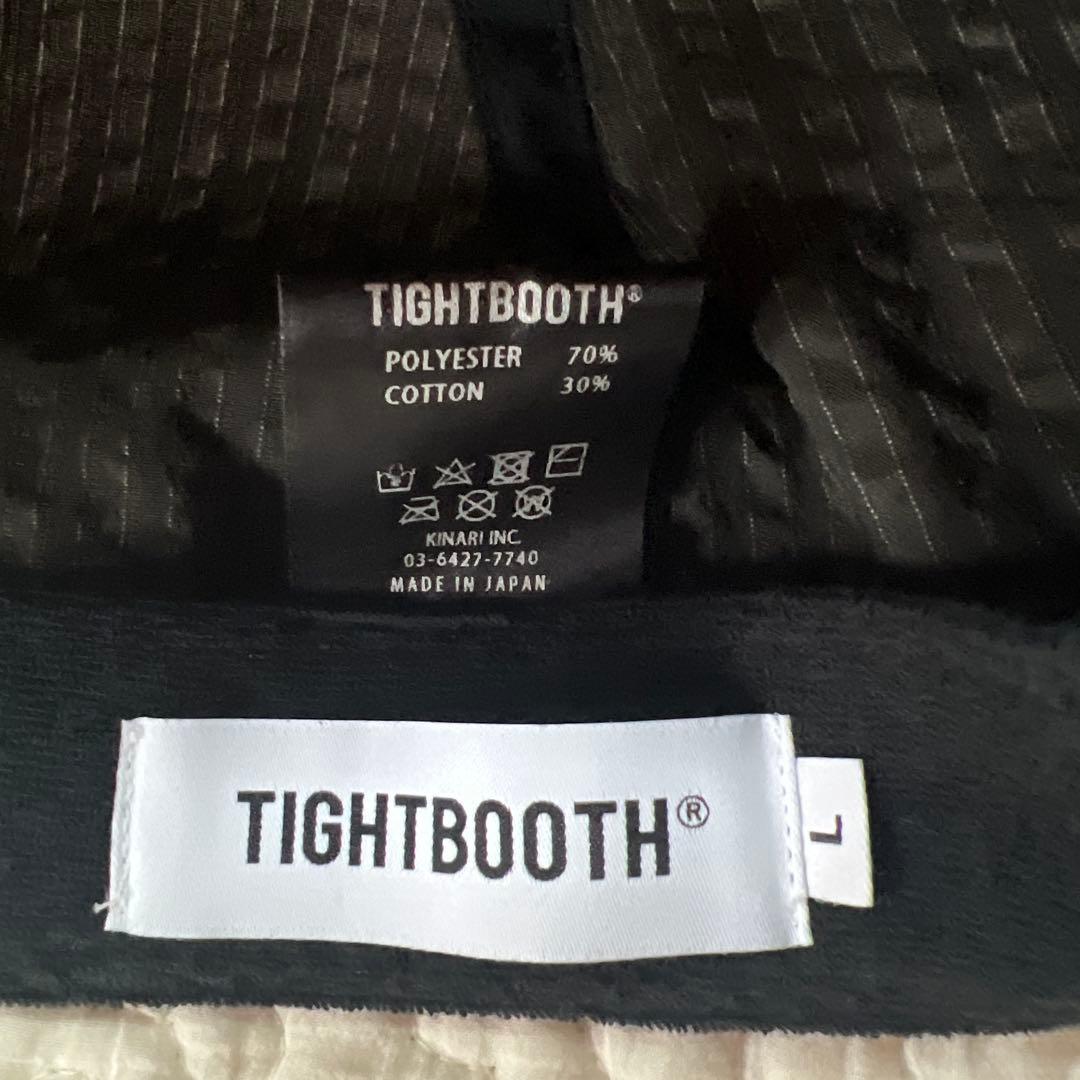 TIGHTBOOTH®
POLYESTER 70%
COTTON 30%
W
KINARI INC.
03-6427-7740
MADE IN JAPAN
TIGHTBOOTH®
L